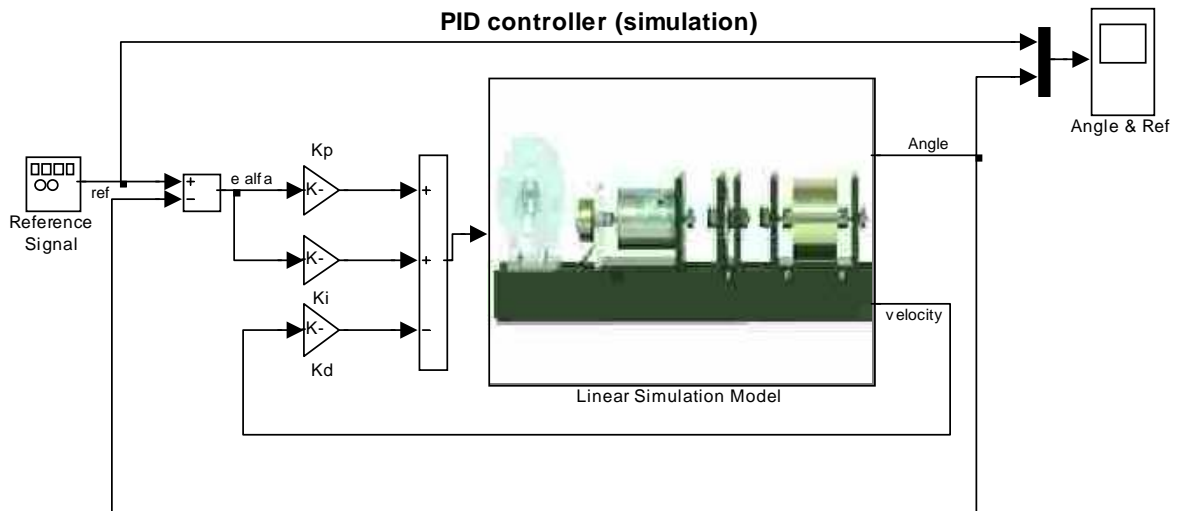 PID controller (simulation)
Angle & Ref
Angle
Kp
K-
+
−
ref
e alfa
+
Reference
Signal
K-
+
Ki
K-
−
Kd
velocity
Linear Simulation Model